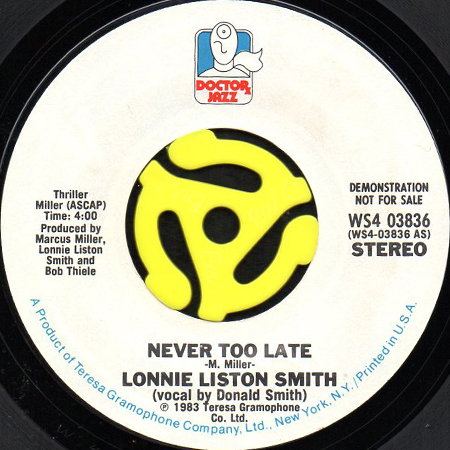 DOCTOR
JAZZ
Thriller
Miller (ASCAP)
Time: 4:00
Produced by
Marcus Miller,
Lonnie Liston
Smith and
Bob Thiele
DEMONSTRATION
NOT FOR SALE
WS4 03836
(WS4-03836 AS)
STEREO
NEVER TOO LATE
-M. Miller-
LONNIE LISTON SMITH
(vocal by Donald Smith)
℗ 1983 Teresa Gramophone
Co. Ltd.
A Product of Teresa Gramophone Company, Ltd., New York, N.Y./Printed in U.S.A.